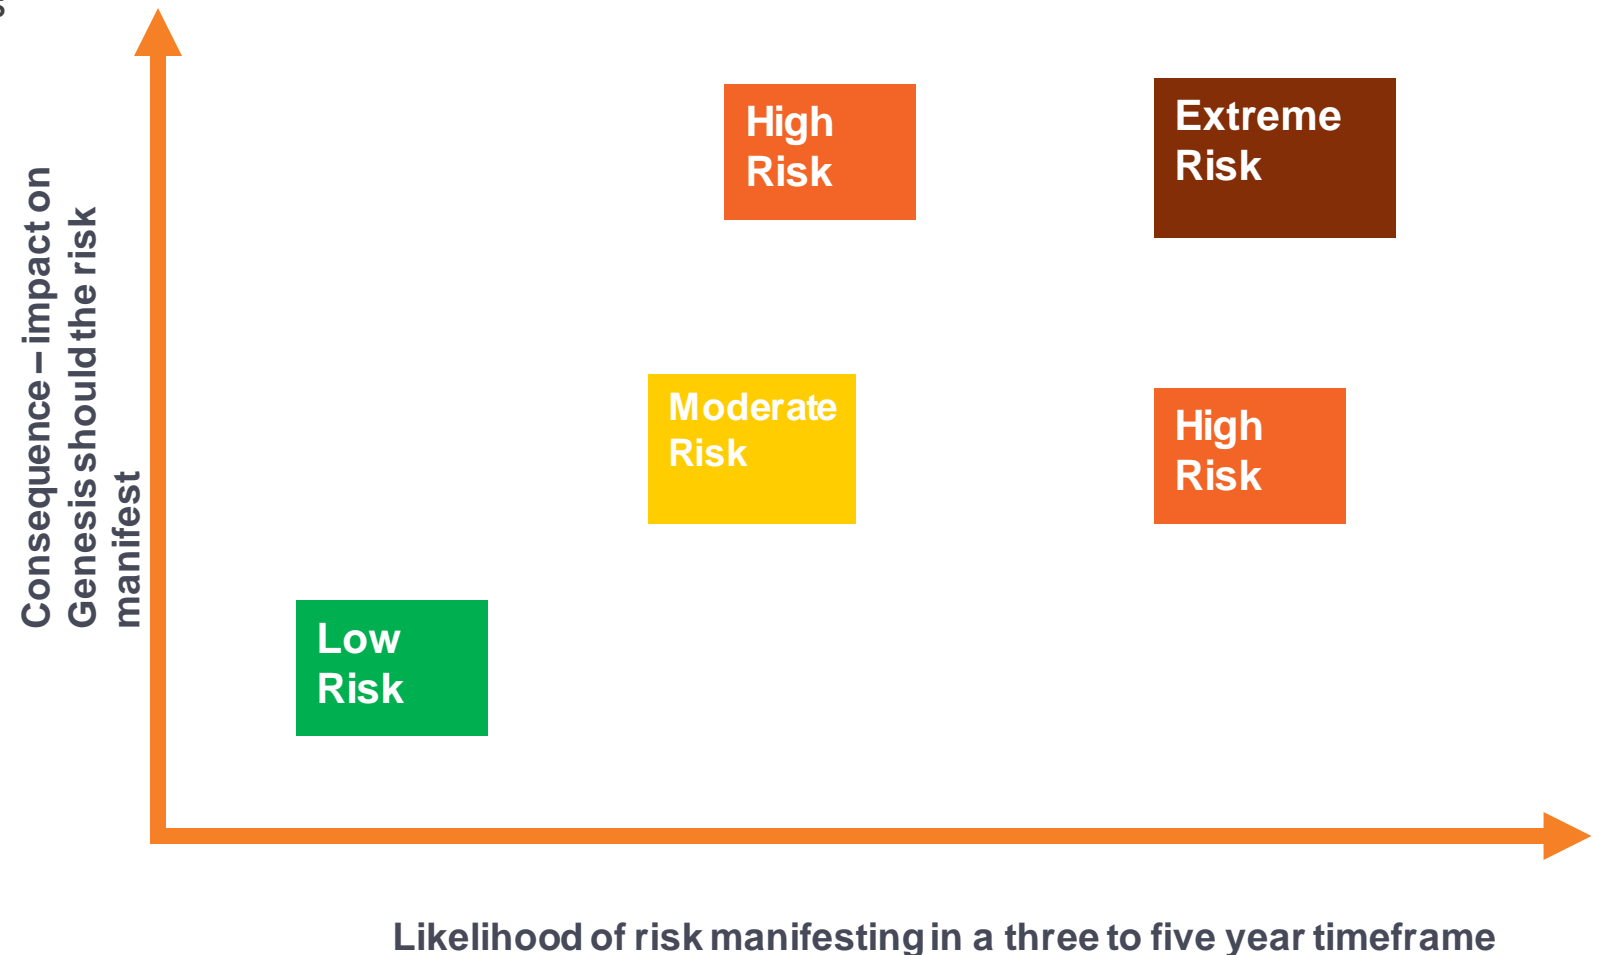 s
High
Risk
Extreme
Risk
Consequence – impact on
Genesis should the risk
manifest
Moderate
Risk
High
Risk
Low
Risk
Likelihood of risk manifesting in a three to five year timeframe